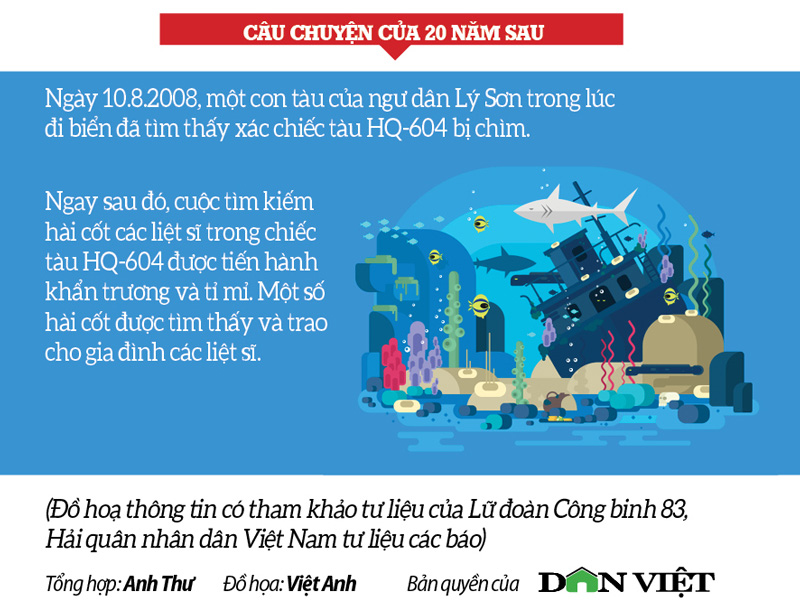 CÂU CHUYỆN CỦA 20 NĂM SAU
Ngày 10.8.2008, một con tàu của ngư dân Lý Sơn trong lúc
đi biển đã tìm thấy xác chiếc tàu HQ-604 bị chìm.
Ngay sau đó, cuộc tìm kiếm
hài cốt các liệt sĩ trong chiếc
tàu HQ-604 được tiến hành
khẩn trương và tỉ mỉ. Một số
hài cốt được tìm thấy và trao
cho gia đình các liệt sĩ.
(Đồ hoạ thông tin có tham khảo tư liệu của Lữ đoàn Công binh 83,
Hải quân nhân dân Việt Nam tư liệu các báo)
Tổng hợp: Anh Thư Đồ họa: Việt Anh Bản quyền của DÂN VIỆT